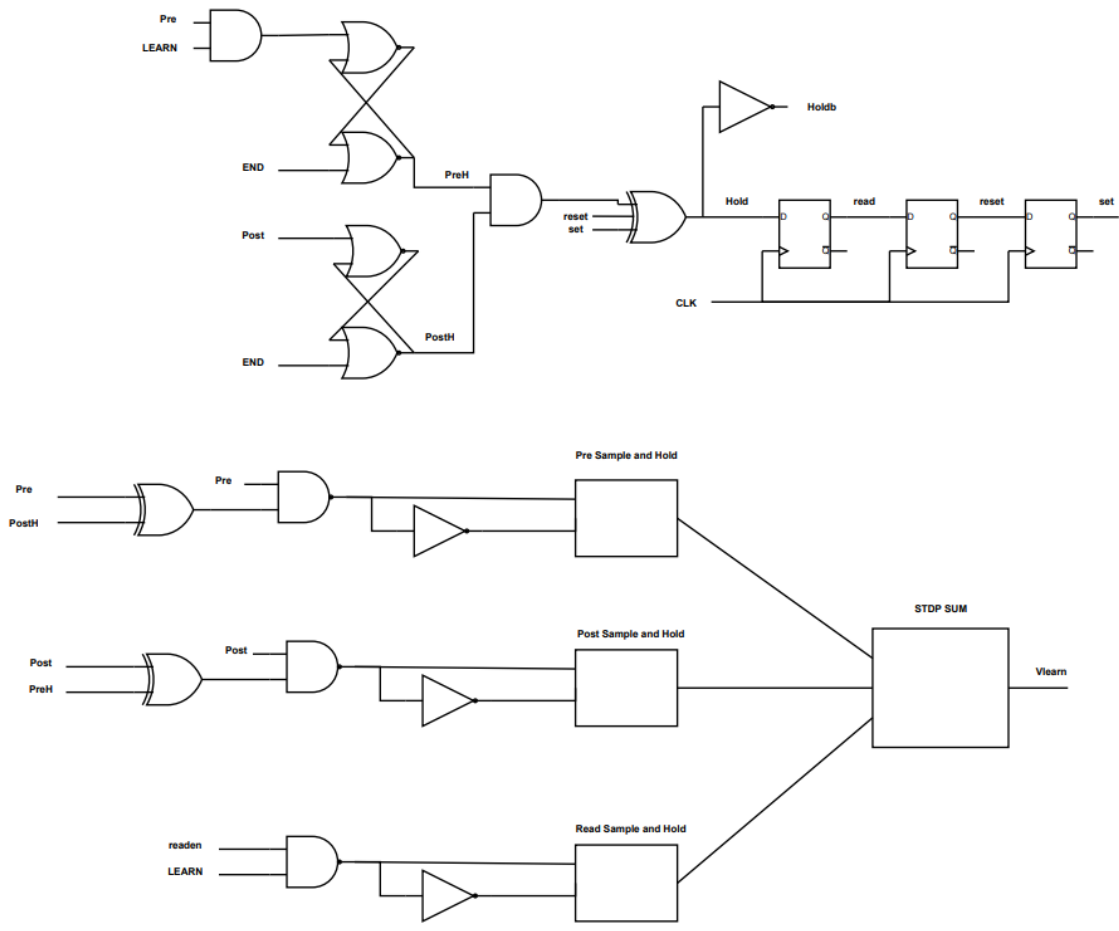 Pre
LEARN
END
Post
END
PreH
PostH
reset
set
Holdb
Hold
D
Q
Q
read
D
Q
Q
reset
D
Q
Q
set
CLK
Pre
PostH
Pre
Pre Sample and Hold
Post
PreH
Post
Post Sample and Hold
readen
LEARN
Read Sample and Hold
STDP SUM
Vlearn